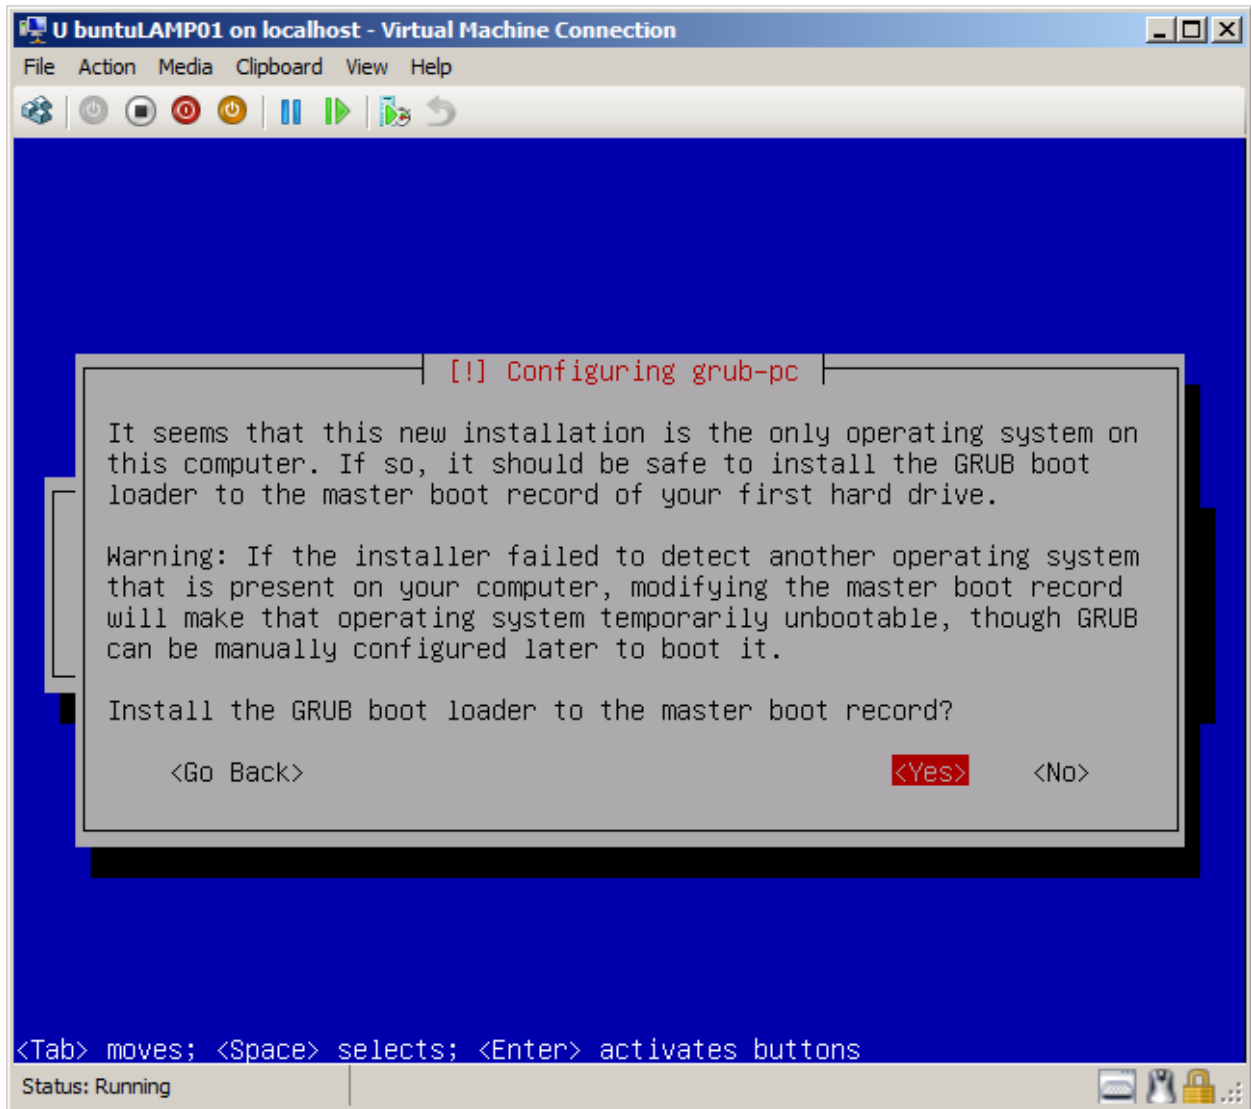 U buntuLAMP01 on localhost - Virtual Machine Connection
File Action Media Clipboard View Help
[!] Configuring grub-pc
It seems that this new installation is the only operating system on
this computer. If so, it should be safe to install the GRUB boot
loader to the master boot record of your first hard drive.
Warning: If the installer failed to detect another operating system
that is present on your computer, modifying the master boot record
will make that operating system temporarily unbootable, though GRUB
can be manually configured later to boot it.
Install the GRUB boot loader to the master boot record?
<Go Back> <Yes> <No>
<Tab> moves; <Space> selects; <Enter> activates buttons
Status: Running